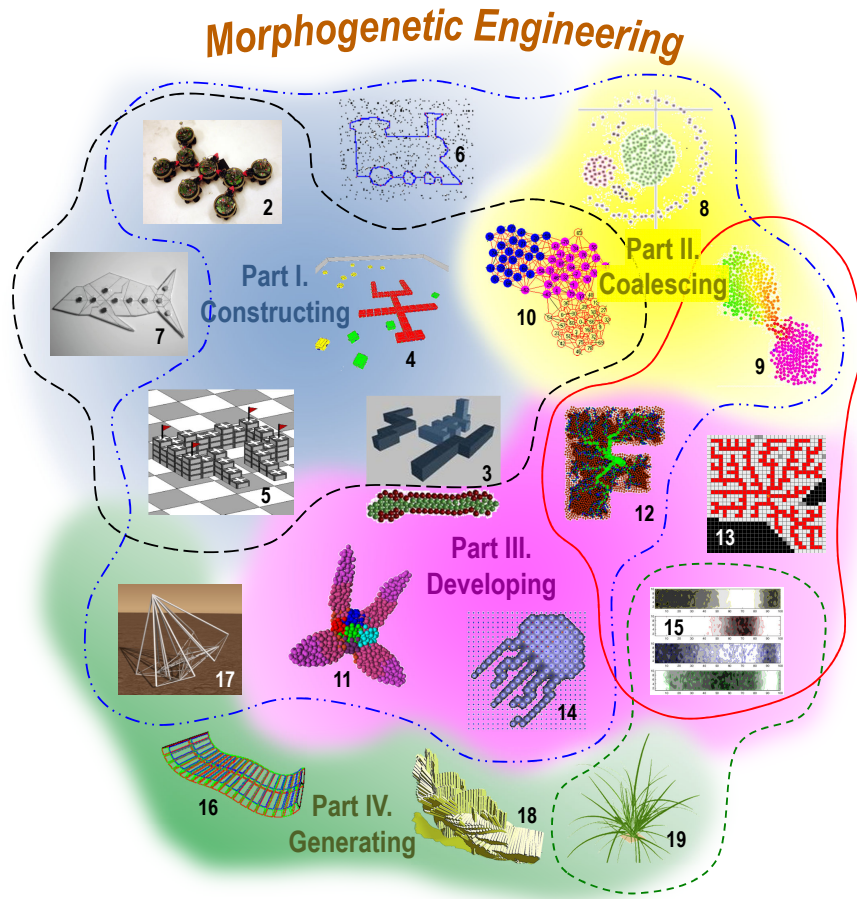 Morphogenetic Engineering
6
2
8
Part I.
Constructing
Part II.
Coalescing
7
4
10
9
5
3
12
13
Part III.
Developing
15
17
11
14
16
Part IV.
Generating
18
19